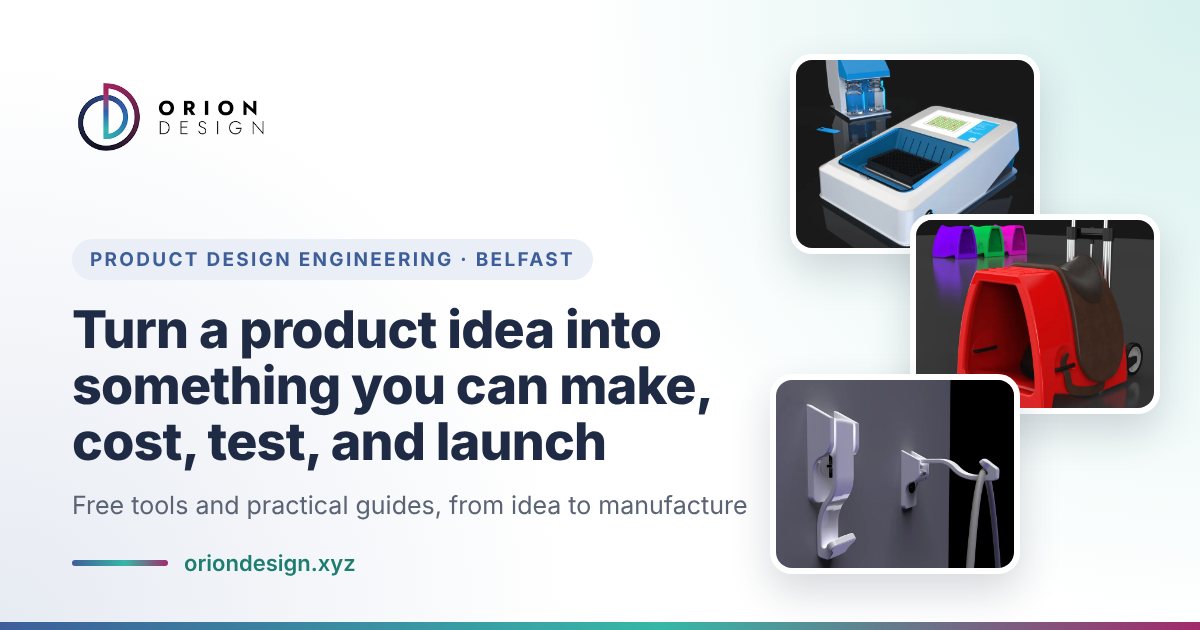 ORION
DESIGN
PRODUCT DESIGN ENGINEERING · BELFAST
Turn a product idea into
something you can make,
cost, test, and launch
Free tools and practical guides, from idea to manufacture
oriondesign.xyz